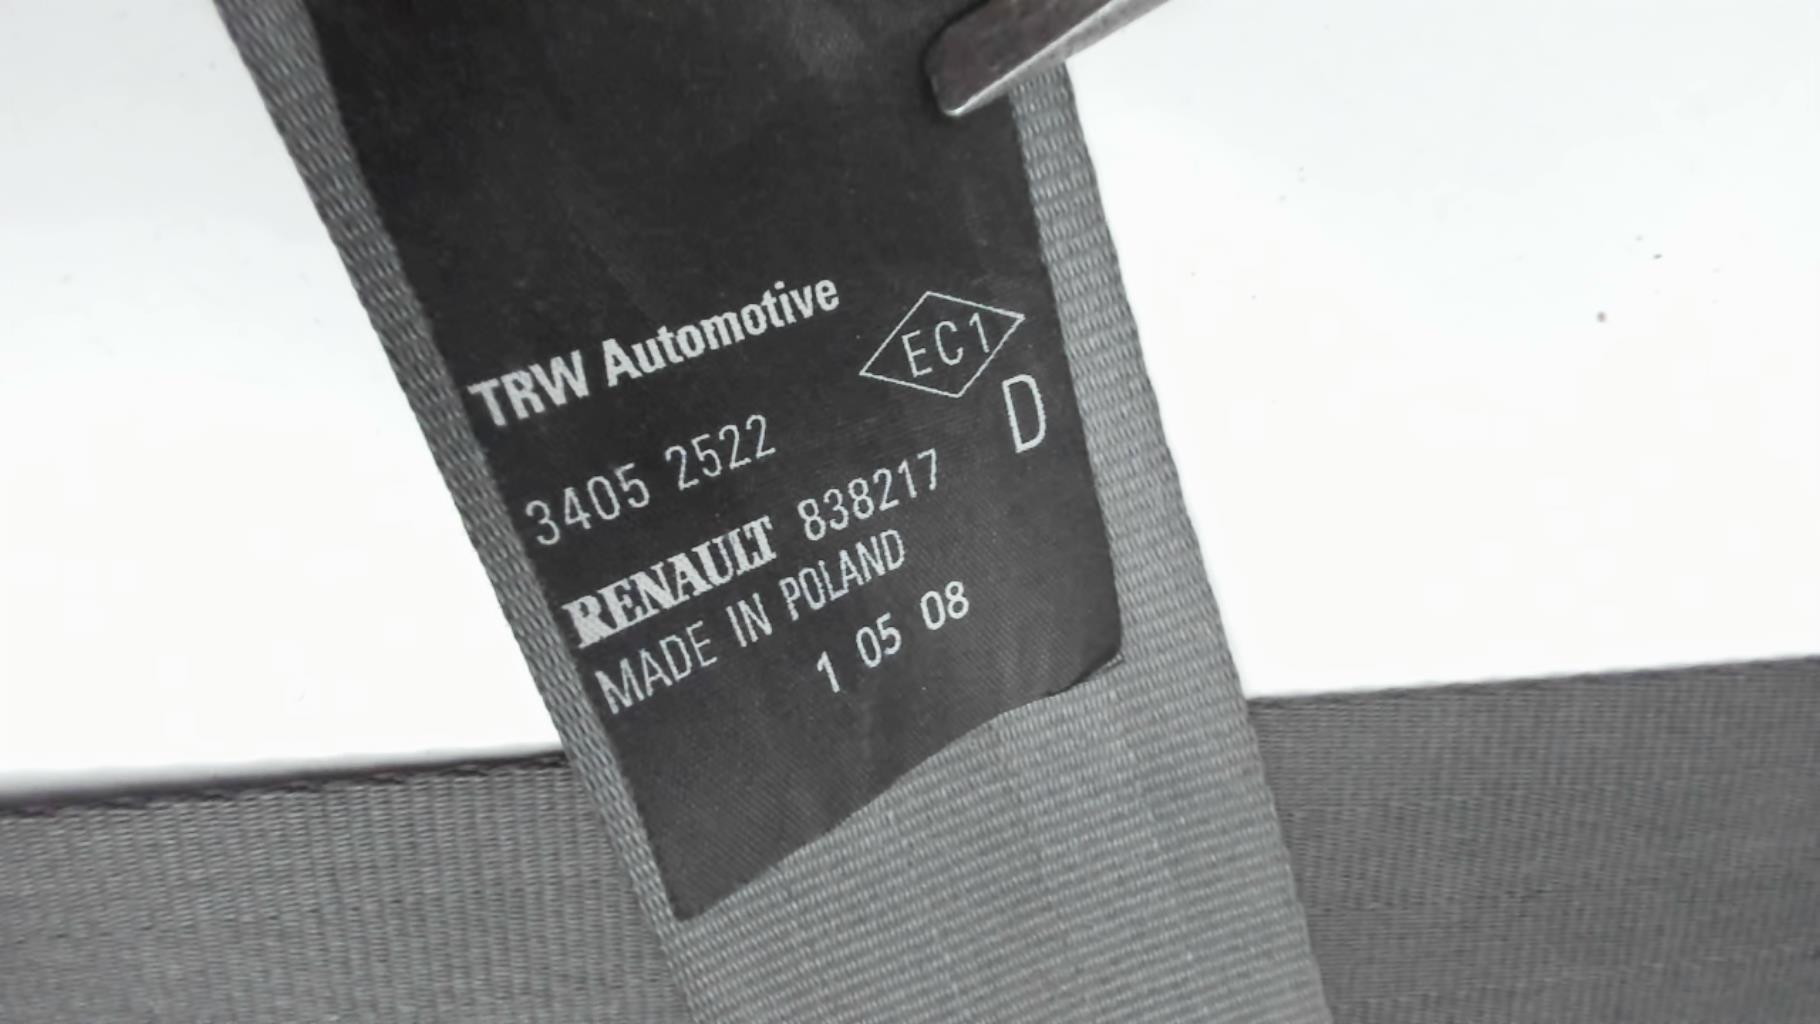 TRW Automotive
EC1
3405 2522
D
RENAULT 838217
MADE IN POLAND
1 05 08